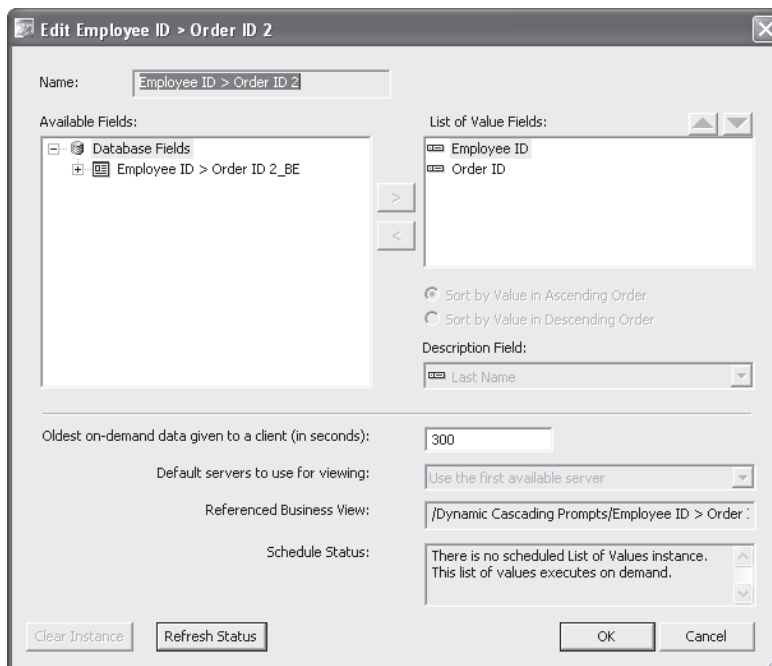 Edit Employee ID > Order ID 2
Name: Employee ID > Order ID 2
Available Fields:
Database Fields
Employee ID > Order ID 2_BE
>
<
List of Value Fields:
Employee ID
Order ID
Sort by Value in Ascending Order
Sort by Value in Descending Order
Description Field:
Last Name
Oldest on-demand data given to a client (in seconds): 300
Default servers to use for viewing: Use the first available server
Referenced Business View: /Dynamic Cascading Prompts/Employee ID > Order
Schedule Status: There is no scheduled List of Values instance.
This list of values executes on demand.
Clear Instance Refresh Status OK Cancel